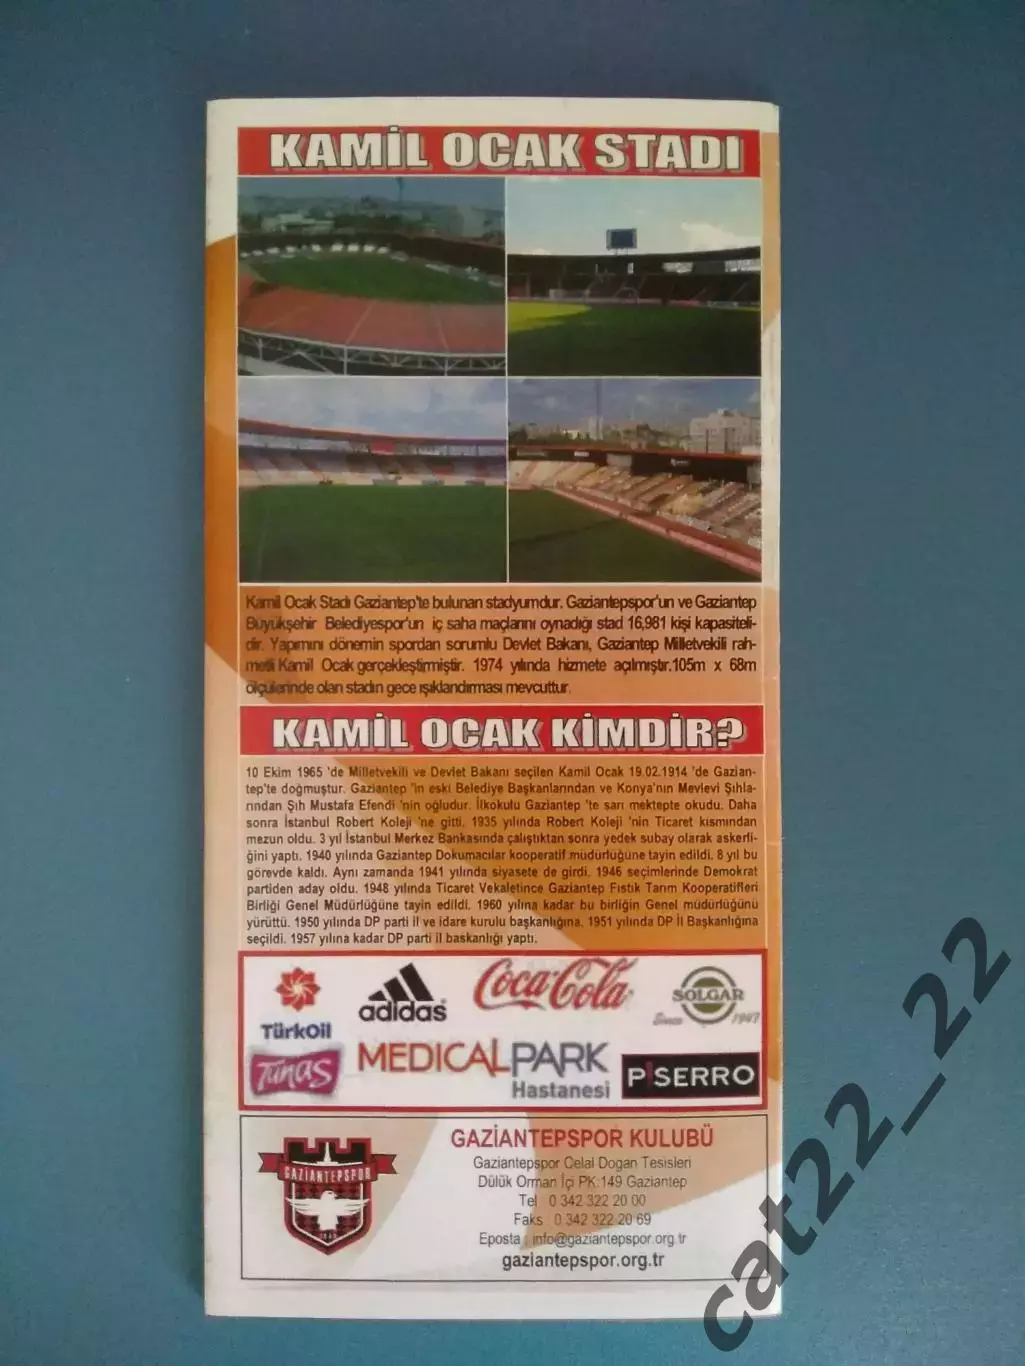 KAMİL OCAK STADI
Kamil Ocak Stadı Gaziantep'te bulunan stadyumdur. Gaziantepspor'un ve Gaziantep
Büyükşehir Belediyespor'un iç saha maçlarını oynadığı stad 16,981 kişi kapasiteli-
dir. Yapımını dönemin spordan sorumlu Devlet Bakanı, Gaziantep Milletvekili rah-
metli Kamil Ocak gerçekleştirmiştir. 1974 yılında hizmete açılmıştır.105m x 68m
ölçülerinde olan stadın gece ışıklandırması mevcuttur.
KAMİL OCAK KİMDİR?
10 Ekim 1965 'de Milletvekili ve Devlet Bakanı seçilen Kamil Ocak 19.02.1914 'de Gazian-
tep'te doğmuştur. Gaziantep 'in eski Belediye Başkanlarından ve Konya'nın Mevlevi Şıhla-
rından Şıh Mustafa Efendi 'nin oğludur. İlkokulu Gaziantep 'te sarı mektepte okudu. Daha
sonra İstanbul Robert Koleji 'ne gitti. 1935 yılında Robert Koleji 'nin Ticaret kısmından
mezun oldu. 3 yıl İstanbul Merkez Bankasında çalıştıktan sonra yedek subay olarak askerli-
ğini yaptı. 1940 yılında Gaziantep Dokumacılar kooperatif müdürlüğüne tayin edildi. 8 yıl bu
görevde kaldı. Aynı zamanda 1941 yılında siyasete de girdi. 1946 seçimlerinde Demokrat
partiden aday oldu. 1948 yılında Ticaret Vekaletince Gaziantep Fıstık Tarım Kooperatifleri
Birliği Genel Müdürlüğüne tayin edildi. 1960 yılına kadar bu birliğin Genel müdürlüğünü
yürüttü. 1950 yılında DP parti il ve idare kurulu başkanlığına. 1951 yılında DP İl Başkanlığına
seçildi. 1957 yılına kadar DP parti il baskanlığı yaptı.
TürkOil
adidas
Coca-Cola
SOLGAR
Since 1947
Tunas
MEDICALPARK
Hastanesi
PiSERRO
GAZİANTEPSPOR
GAZİANTEPSPOR KULUBÜ
Gaziantepspor Celal Dogan Tesisleri
Dülük Orman İçi PK.149 Gaziantep
Tel 0 342 322 20 00
Faks : 0 342 322 20 69
Eposta : info@gaziantepspor.org.tr
gaziantepspor.org.tr
cat22_22